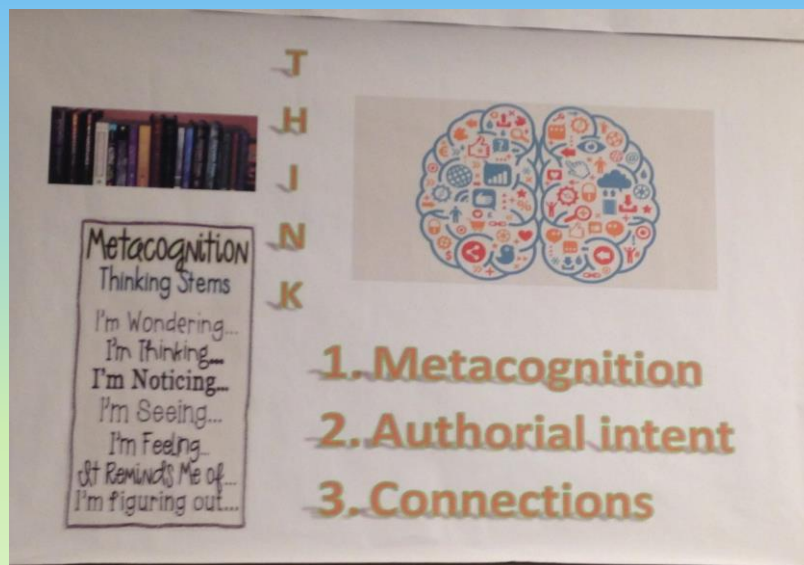 T
H
I
N
K
Metacognition
Thinking Stems
I'm Wondering...
I'm Thinking...
I'm Noticing...
I'm Seeing...
I'm Feeling...
It Reminds Me of...
I'm figuring out...
1. Metacognition
2. Authorial intent
3. Connections